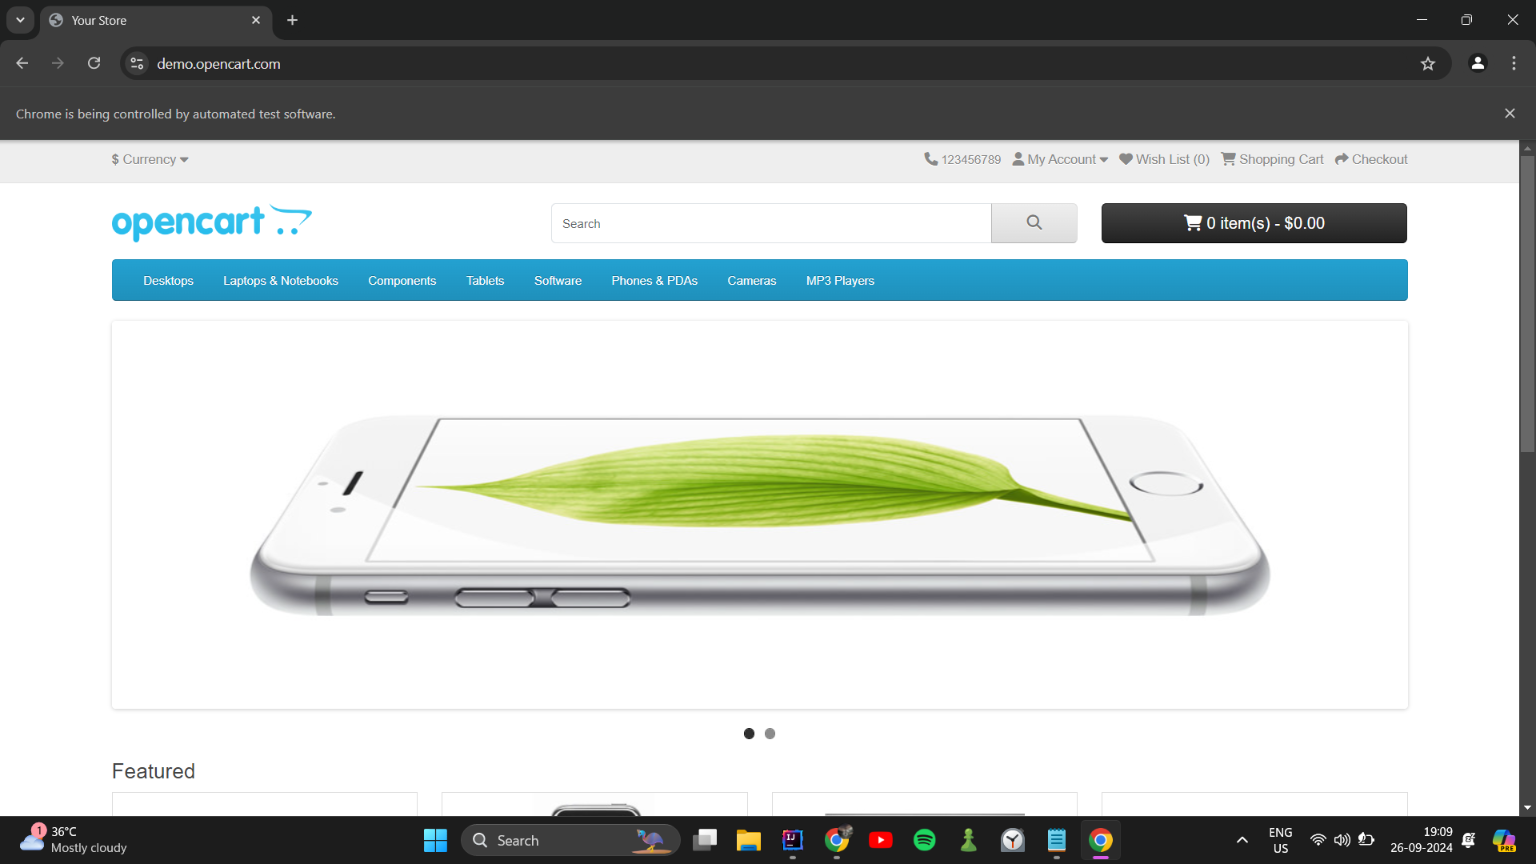 Your Store
demo.opencart.com
Chrome is being controlled by automated test software.
$ Currency
123456789 My Account Wish List (0) Shopping Cart Checkout
opencart
Search
0 item(s) - $0.00
Desktops Laptops & Notebooks Components Tablets Software Phones & PDAs Cameras MP3 Players
Featured
1
36°C
Mostly cloudy
Search
IJ
ENG
US
19:09
26-09-2024
PRE